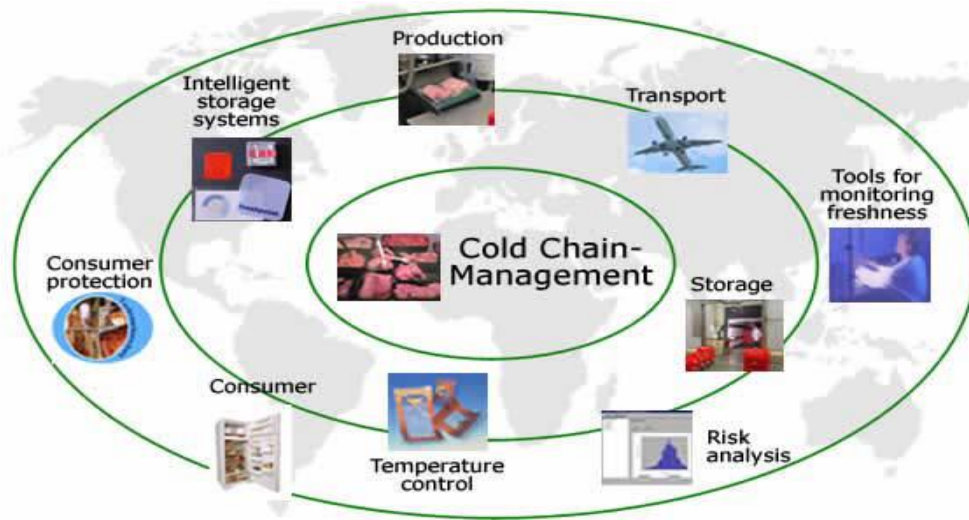 Production
Intelligent
storage
systems
Transport
Tools for
monitoring
freshness
Cold Chain-
Management
Consumer
protection
Storage
Consumer
Temperature
control
Risk
analysis